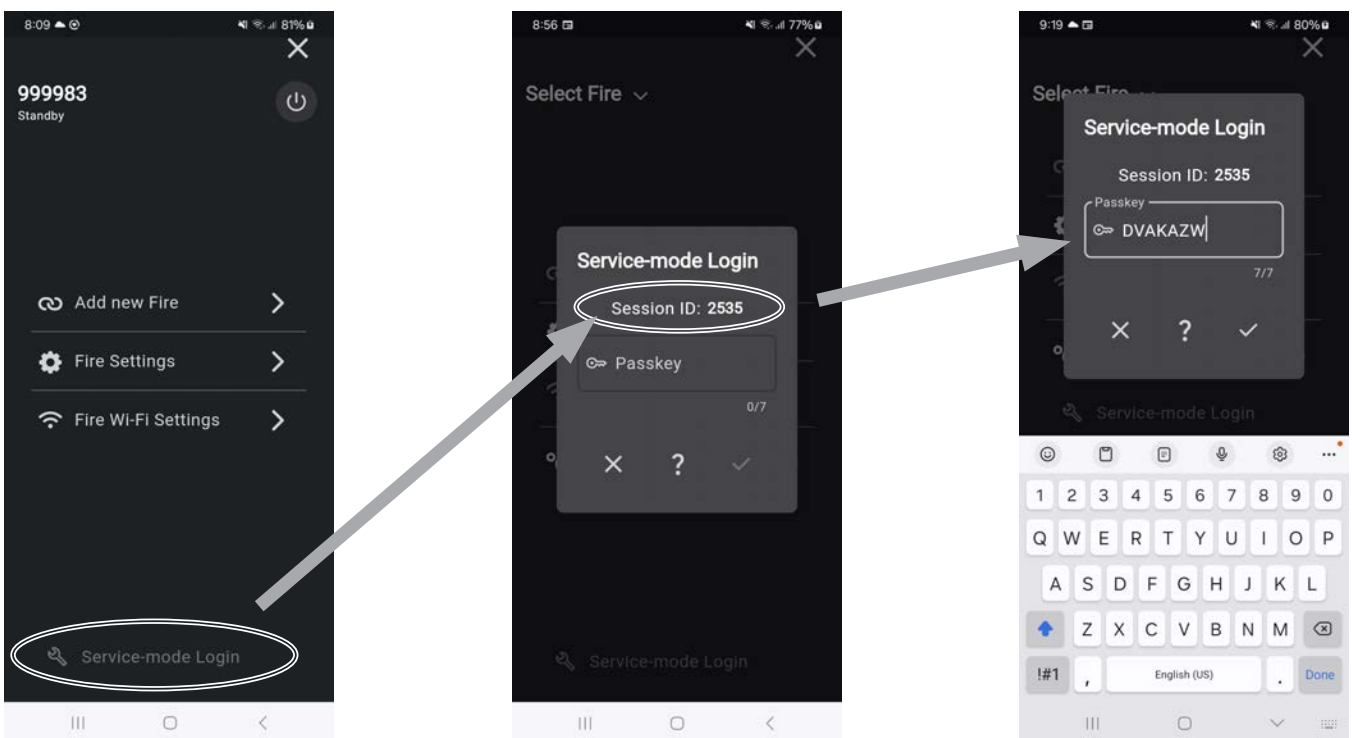 8:09 81%
999983
Standby
Add new Fire
Fire Settings
Fire Wi-Fi Settings
Service-mode Login
8:56 77%
Select Fire
Service-mode Login
Session ID: 2535
Passkey
0/7
? 
Service-mode Login
9:19 80%
Select Fire
Service-mode Login
Session ID: 2535
Passkey
DVAKAZW
7/7
?
Service-mode Login
1 2 3 4 5 6 7 8 9 0
Q W E R T Y U I O P
A S D F G H J K L
Z X C V B N M
!#1 , English (US) . Done